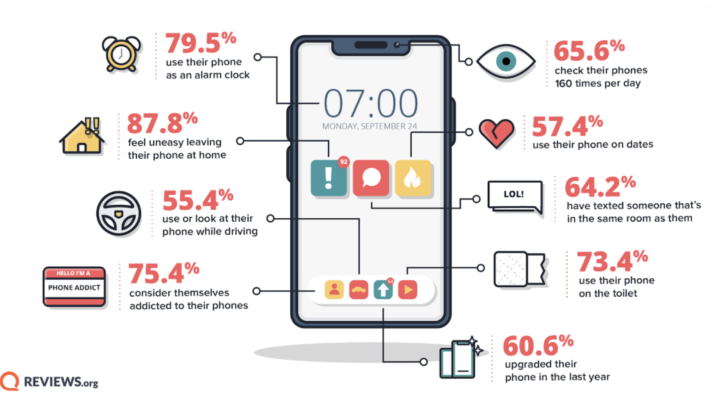 79.5%
use their phone
as an alarm clock
87.8%
feel uneasy leaving
their phone at home
55.4%
use or look at their
phone while driving
HELLO I'M A
PHONE ADDICT
75.4%
consider themselves
addicted to their phones
07:00
MONDAY, SEPTEMBER 24
!
92
65.6%
check their phones
160 times per day
57.4%
use their phone on dates
LOL!
64.2%
have texted someone that's
in the same room as them
73.4%
use their phone
on the toilet
60.6%
upgraded their
phone in the last year
REVIEWS.org